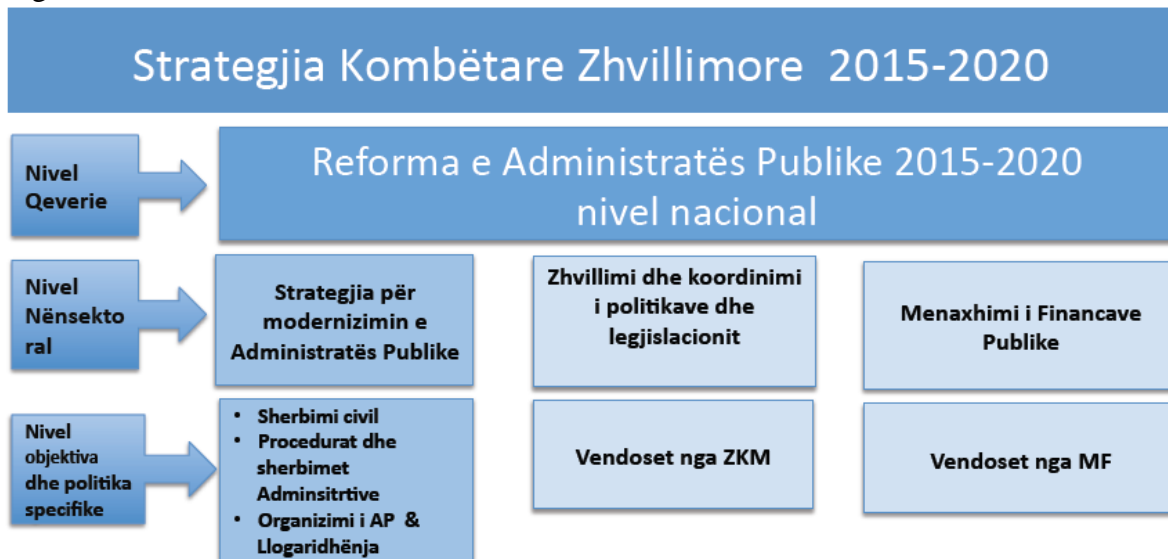 Strategjia Kombëtare Zhvillimore 2015-2020
Nivel
Qeverie
Reforma e Administratës Publike 2015-2020
nivel nacional
Nivel
Nënsekto
ral
Strategjia për
modernizimin e
Administratës Publike
Zhvillimi dhe koordinimi
i politikave dhe
legjislacionit
Menaxhimi i Financave
Publike
Nivel
objektiva
dhe politika
specifike
• Sherbimi civil
• Procedurat dhe
sherbimet
Adminsitrtive
• Organizimi i AP &
Llogaridhënja
Vendoset nga ZKM
Vendoset nga MF